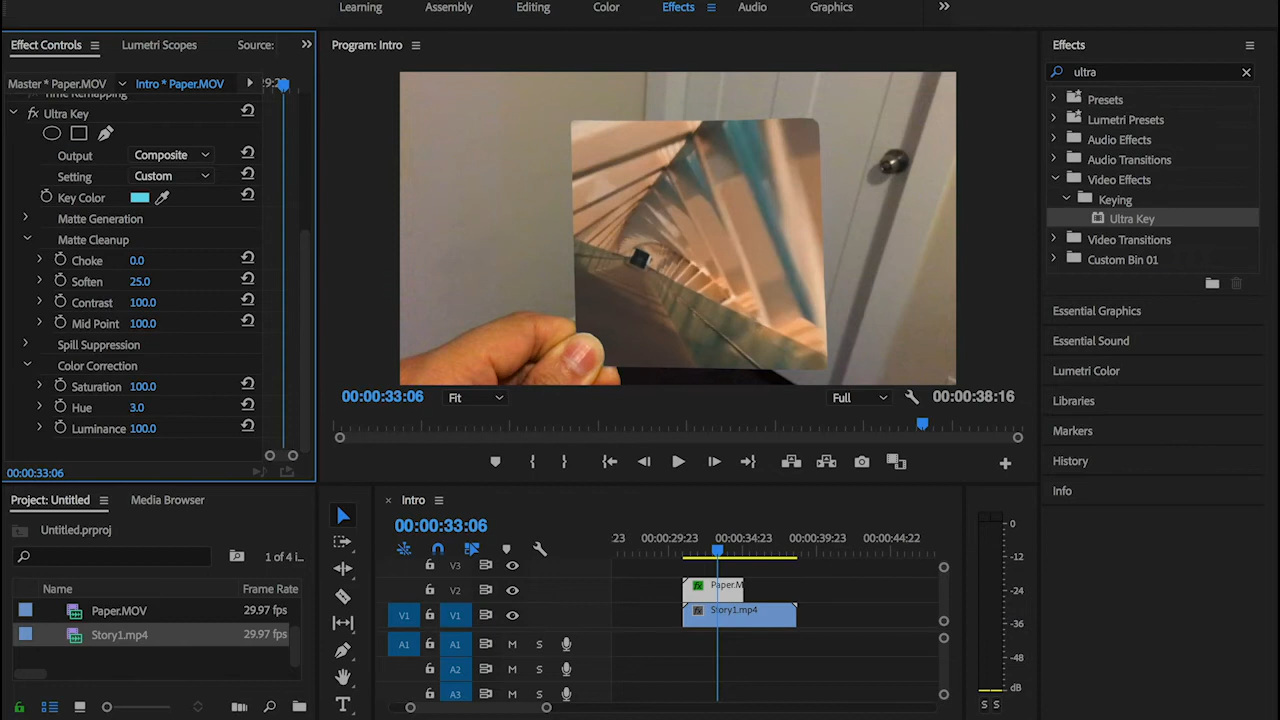 Learning Assembly Editing Color Effects Audio Graphics
Effect Controls Lumetri Scopes Source:
Master * Paper.MOV Intro * Paper.MOV
Time Remapping
fx Ultra Key
Output Composite
Setting Custom
Key Color
Matte Generation
Matte Cleanup
Choke 0.0
Soften 25.0
Contrast 100.0
Mid Point 100.0
Spill Suppression
Color Correction
Saturation 100.0
Hue 3.0
Luminance 100.0
00:00:33:06
Program: Intro
00:00:33:06 Fit Full 00:00:38:16
Effects
ultra
Presets
Lumetri Presets
Audio Effects
Audio Transitions
Video Effects
Keying
Ultra Key
Video Transitions
Custom Bin 01
Essential Graphics
Essential Sound
Lumetri Color
Libraries
Markers
History
Info
Project: Untitled Media Browser
Untitled.prproj
1 of 4 i...
Name Frame Rate
Paper.MOV 29.97 fps
Story1.mp4 29.97 fps
Intro
00:00:33:06
:23 00:00:29:23 00:00:34:23 00:00:39:23 00:00:44:22
V3
V2 fx Paper.M
V1 V1 fx Story1.mp4
A1 A1 M S
A2 M S
A3 M S
0
-12
-24
-36
-48
dB
S S